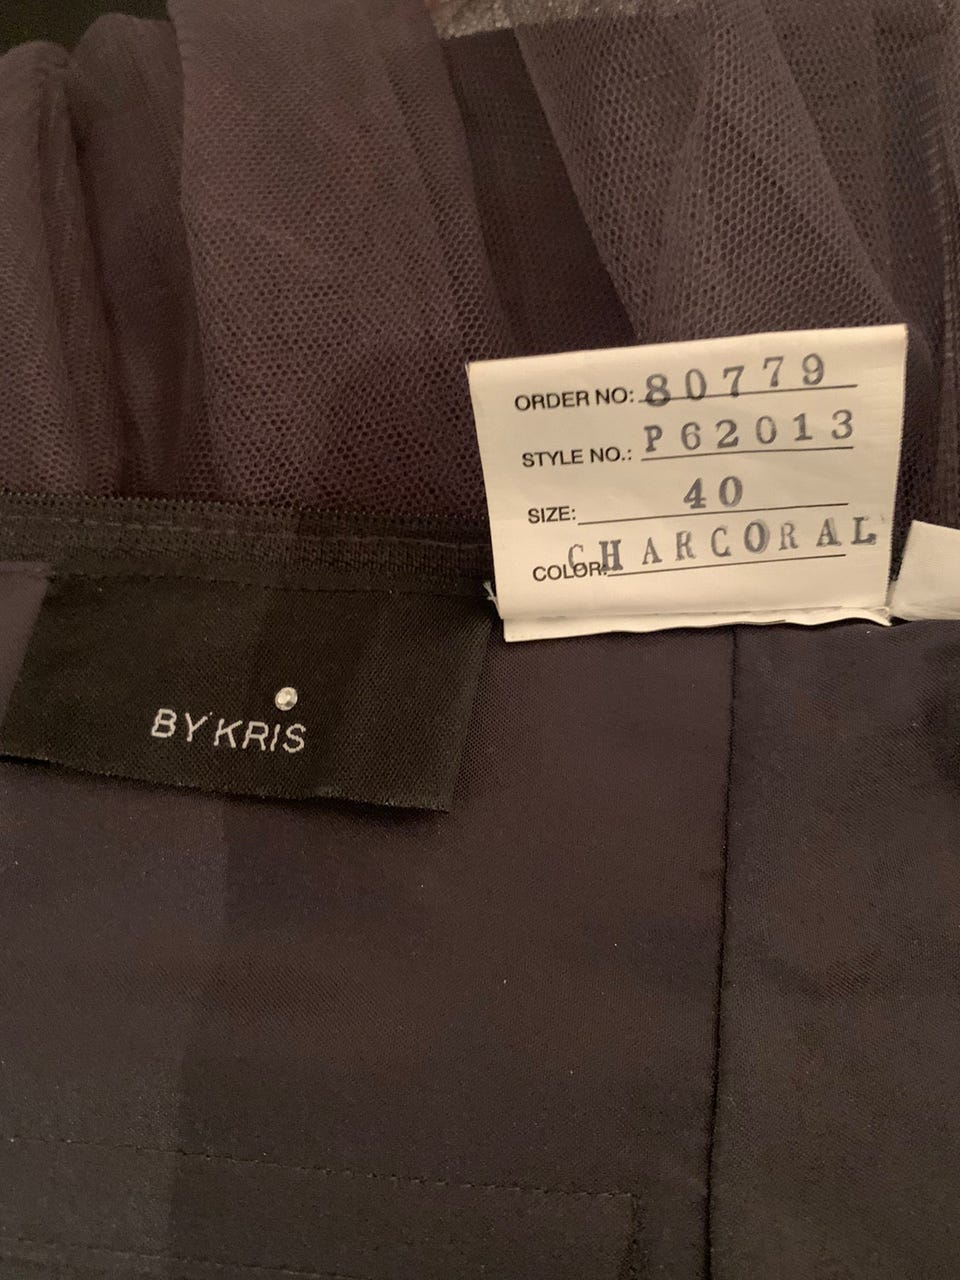 ORDER NO: 80779
STYLE NO.: P62013
SIZE: 40
COLOR: CHARCORAL
BY KRIS